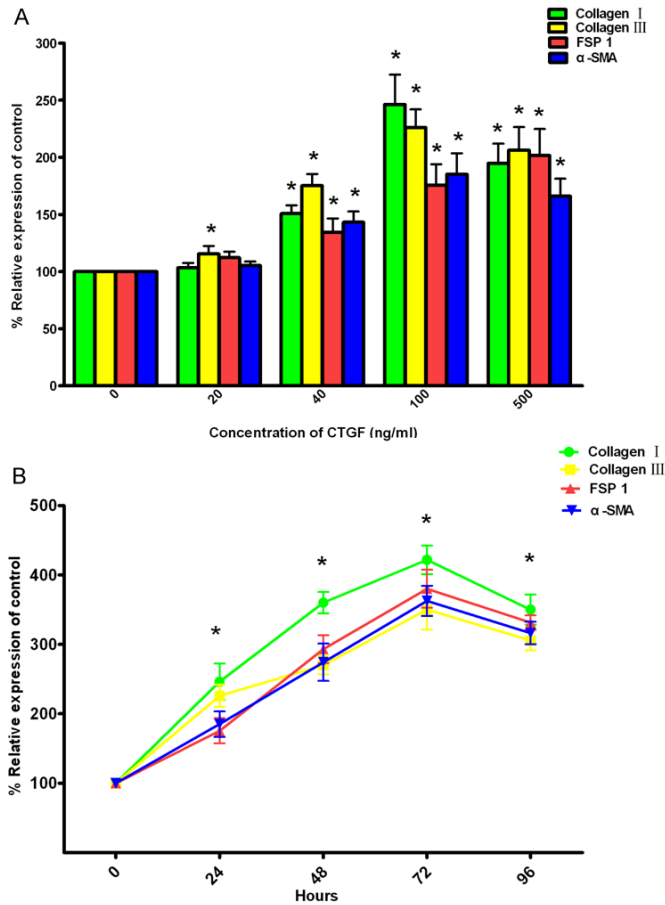 A
Collagen Ⅰ
Collagen Ⅲ
FSP 1
α-SMA
% Relative expression of control
300
250
200
150
100
50
0
* * * * * * * * * * * * *
0 20 40 100 500
Concentration of CTGF (ng/ml)
B
Collagen Ⅰ
Collagen Ⅲ
FSP 1
α-SMA
% Relative expression of control
500
400
300
200
100
* * * *
0 24 48 72 96
Hours